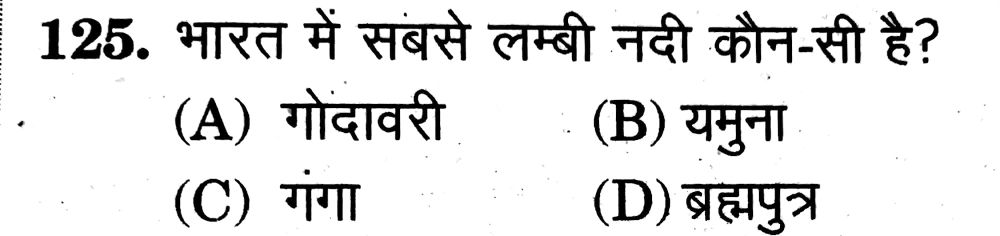 125. भारत में सबसे लम्बी नदी कौन-सी है?
(A) गोदावरी (B) यमुना
(C) गंगा (D) ब्रह्मपुत्र